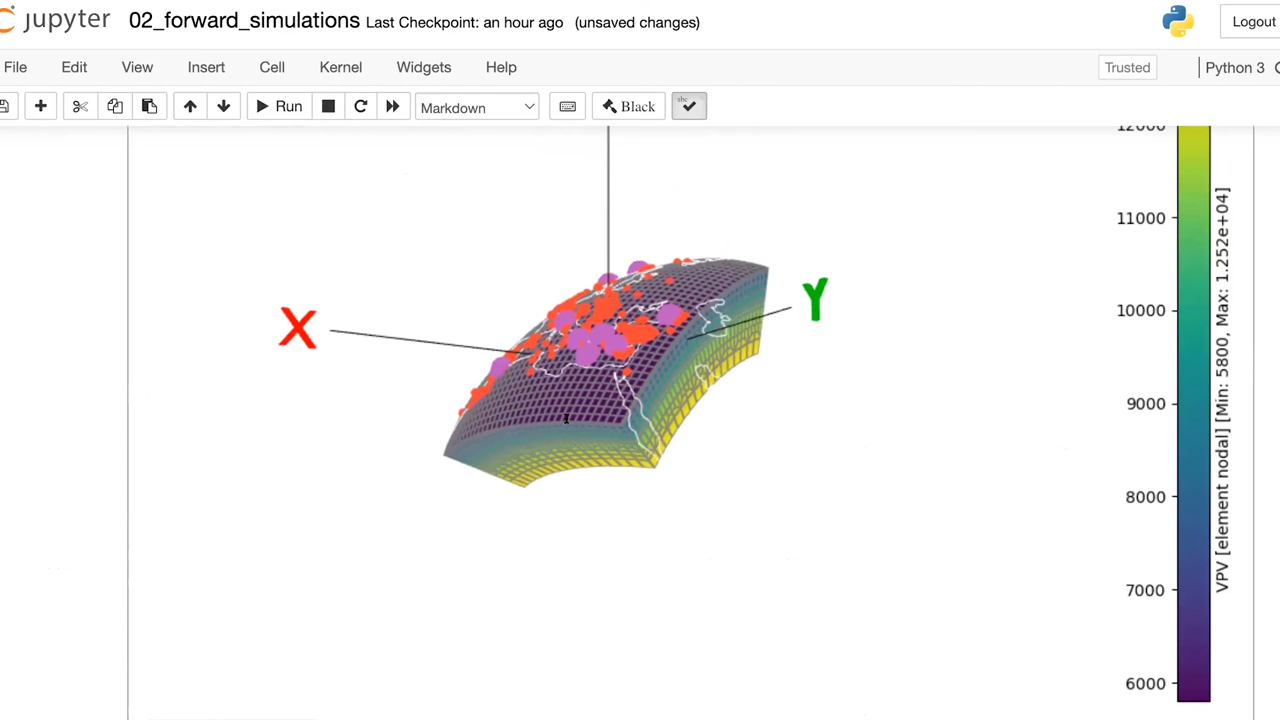 jupyter 02_forward_simulations Last Checkpoint: an hour ago (unsaved changes)
Logout
File Edit View Insert Cell Kernel Widgets Help
Trusted
Python 3
Run
Markdown
Black
abc
12000
11000
10000
9000
8000
7000
6000
VPV [element nodal] [Min: 5800, Max: 1.252e+04]
X
Y